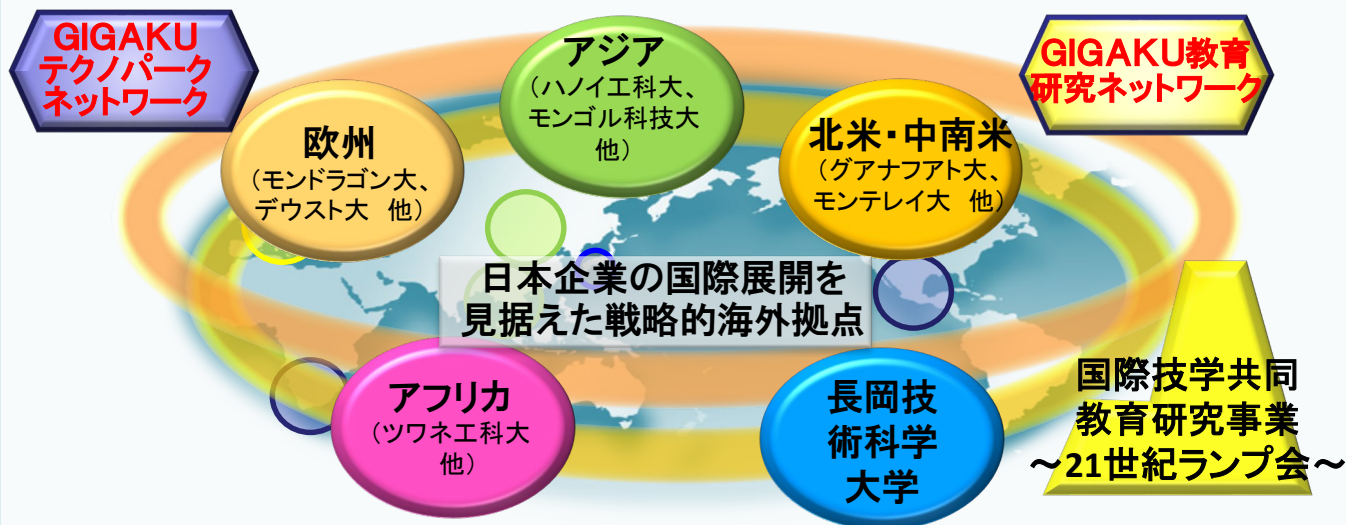 GIGAKU
テクノパーク
ネットワーク
アジア
（ハノイ工科大、
モンゴル科技大
他）
GIGAKU教育
研究ネットワーク
欧州
（モンドラゴン大、
デウスト大　他）
北米・中南米
（グアナフアト大、
モンテレイ大　他）
日本企業の国際展開を
見据えた戦略的海外拠点
アフリカ
（ツワネ工科大
他）
長岡技
術科学
大学
国際技学共同
教育研究事業
～21世紀ランプ会～